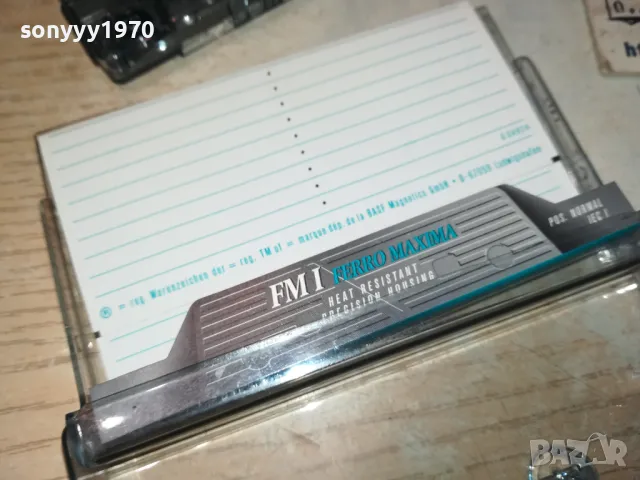 sonyyy1970
® = reg. Warenzeichen der = reg. TM of = marque dép. de la BASF Magnetics GmbH · D-67059 Ludwigshafen
FM I FERRO MAXIMA
HEAT RESISTANT
PRECISION HOUSING
POS. NORMAL
IEC I
BAZAR